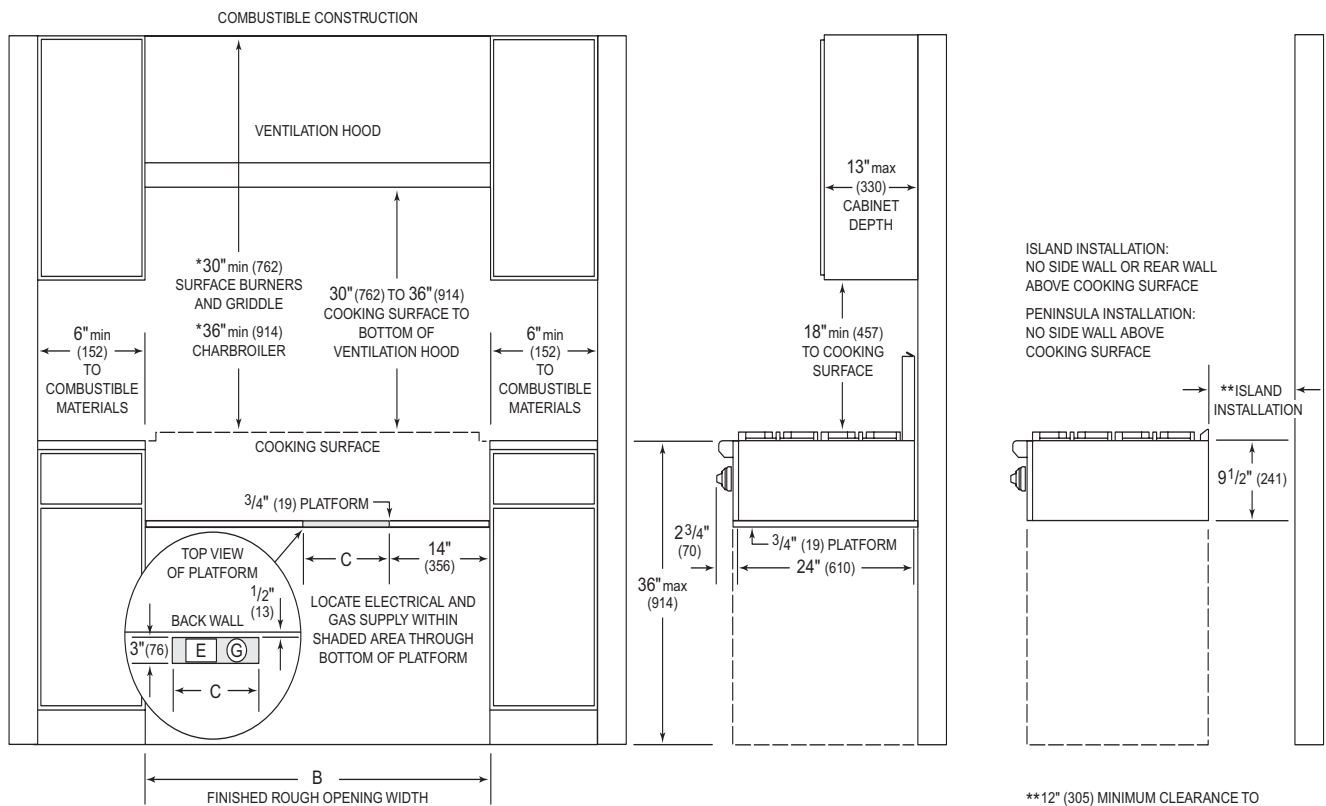 COMBUSTIBLE CONSTRUCTION
VENTILATION HOOD
*30" min (762)
SURFACE BURNERS
AND GRIDDLE
*36" min (914)
CHARBROILER
30" (762) TO 36" (914)
COOKING SURFACE TO
BOTTOM OF
VENTILATION HOOD
6" min
(152)
TO
COMBUSTIBLE
MATERIALS
6" min
(152)
TO
COMBUSTIBLE
MATERIALS
COOKING SURFACE
3/4" (19) PLATFORM
TOP VIEW
OF PLATFORM
C
14"
(356)
1/2"
(13)
BACK WALL
3" (76)
E
G
C
LOCATE ELECTRICAL AND
GAS SUPPLY WITHIN
SHADED AREA THROUGH
BOTTOM OF PLATFORM
B
FINISHED ROUGH OPENING WIDTH
13" max
(330)
CABINET
DEPTH
18" min (457)
TO COOKING
SURFACE
2 3/4"
(70)
3/4" (19) PLATFORM
24" (610)
36" max
(914)
ISLAND INSTALLATION:
NO SIDE WALL OR REAR WALL
ABOVE COOKING SURFACE
PENINSULA INSTALLATION:
NO SIDE WALL ABOVE
COOKING SURFACE
**ISLAND
INSTALLATION
9 1/2" (241)
**12" (305) MINIMUM CLEARANCE TO